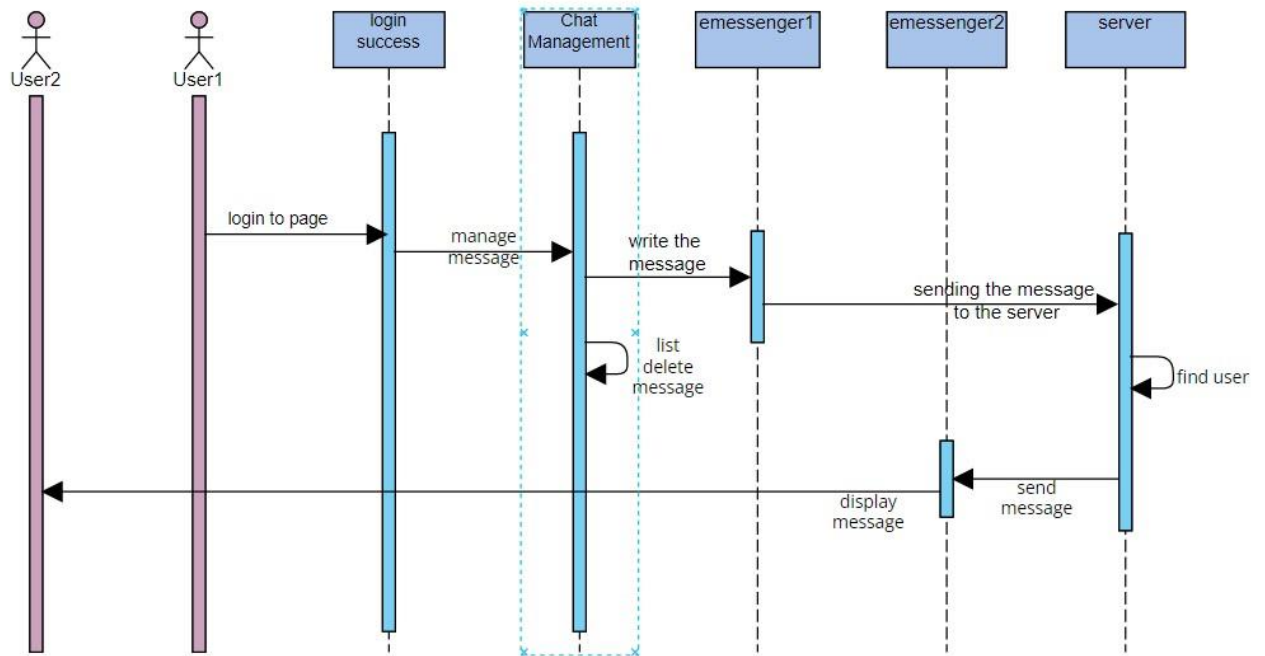 login
success
Chat
Management
emessenger1
emessenger2
server
User2
User1
login to page
manage
message
write the
message
sending the message
to the server
list
delete
message
find user
send
message
display
message